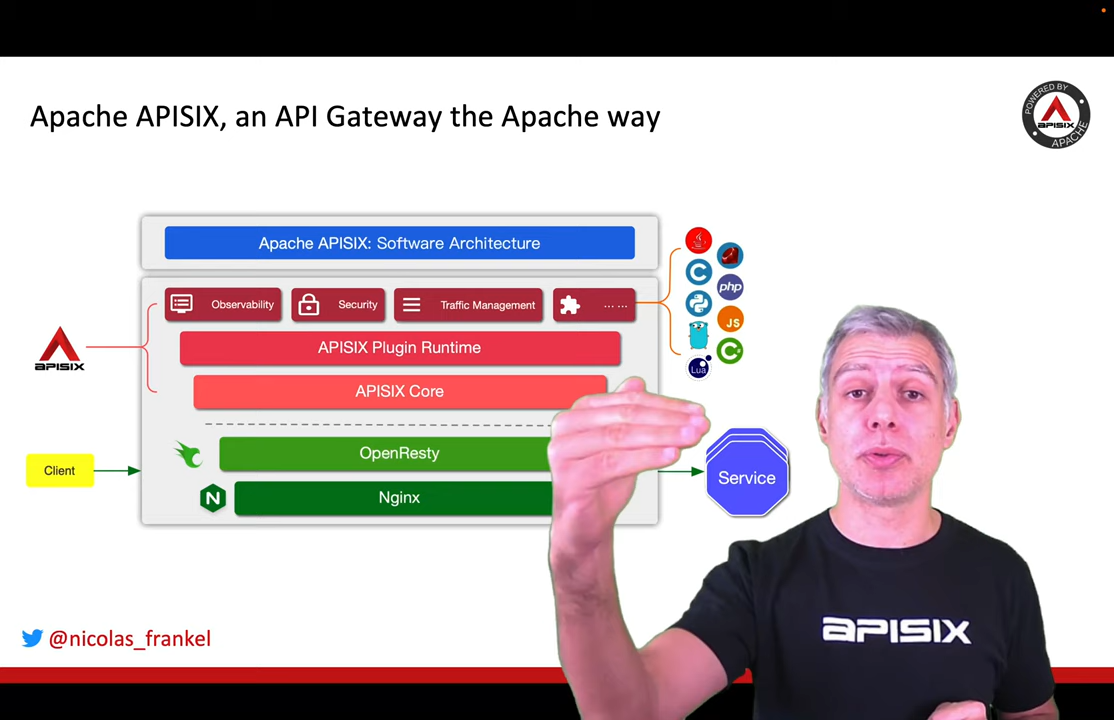 Apache APISIX, an API Gateway the Apache way
POWERED BY
APISIX
APACHE
Apache APISIX: Software Architecture
Observability
Security
Traffic Management
... ...
C
php
JS
Lua
APISIX Plugin Runtime
APISIX
APISIX Core
OpenResty
Client
Service
N
Nginx
APISIX
@nicolas_frankel